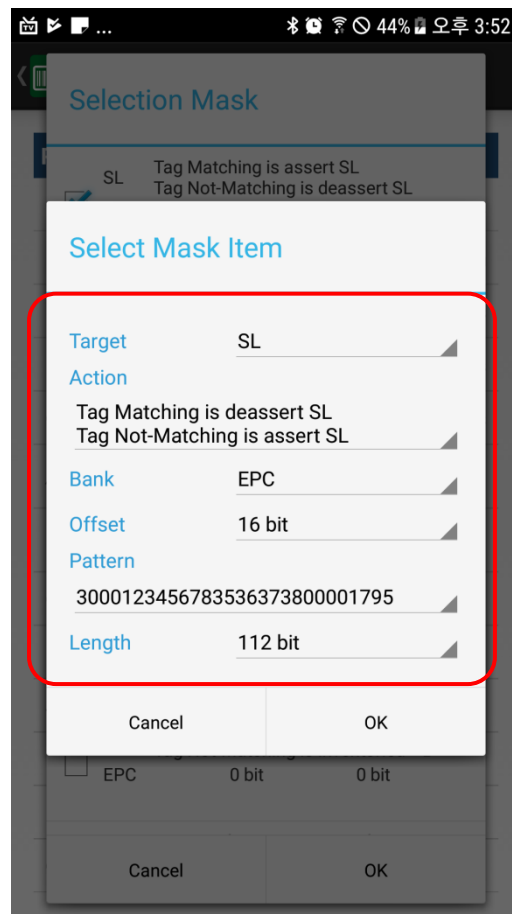 ... 44% 오후 3:52
Selection Mask
SL Tag Matching is assert SL
Tag Not-Matching is deassert SL
Select Mask Item
Target SL
Action
Tag Matching is deassert SL
Tag Not-Matching is assert SL
Bank EPC
Offset 16 bit
Pattern
3000123456783536373800001795
Length 112 bit
Cancel OK
EPC 0 bit 0 bit
Cancel OK